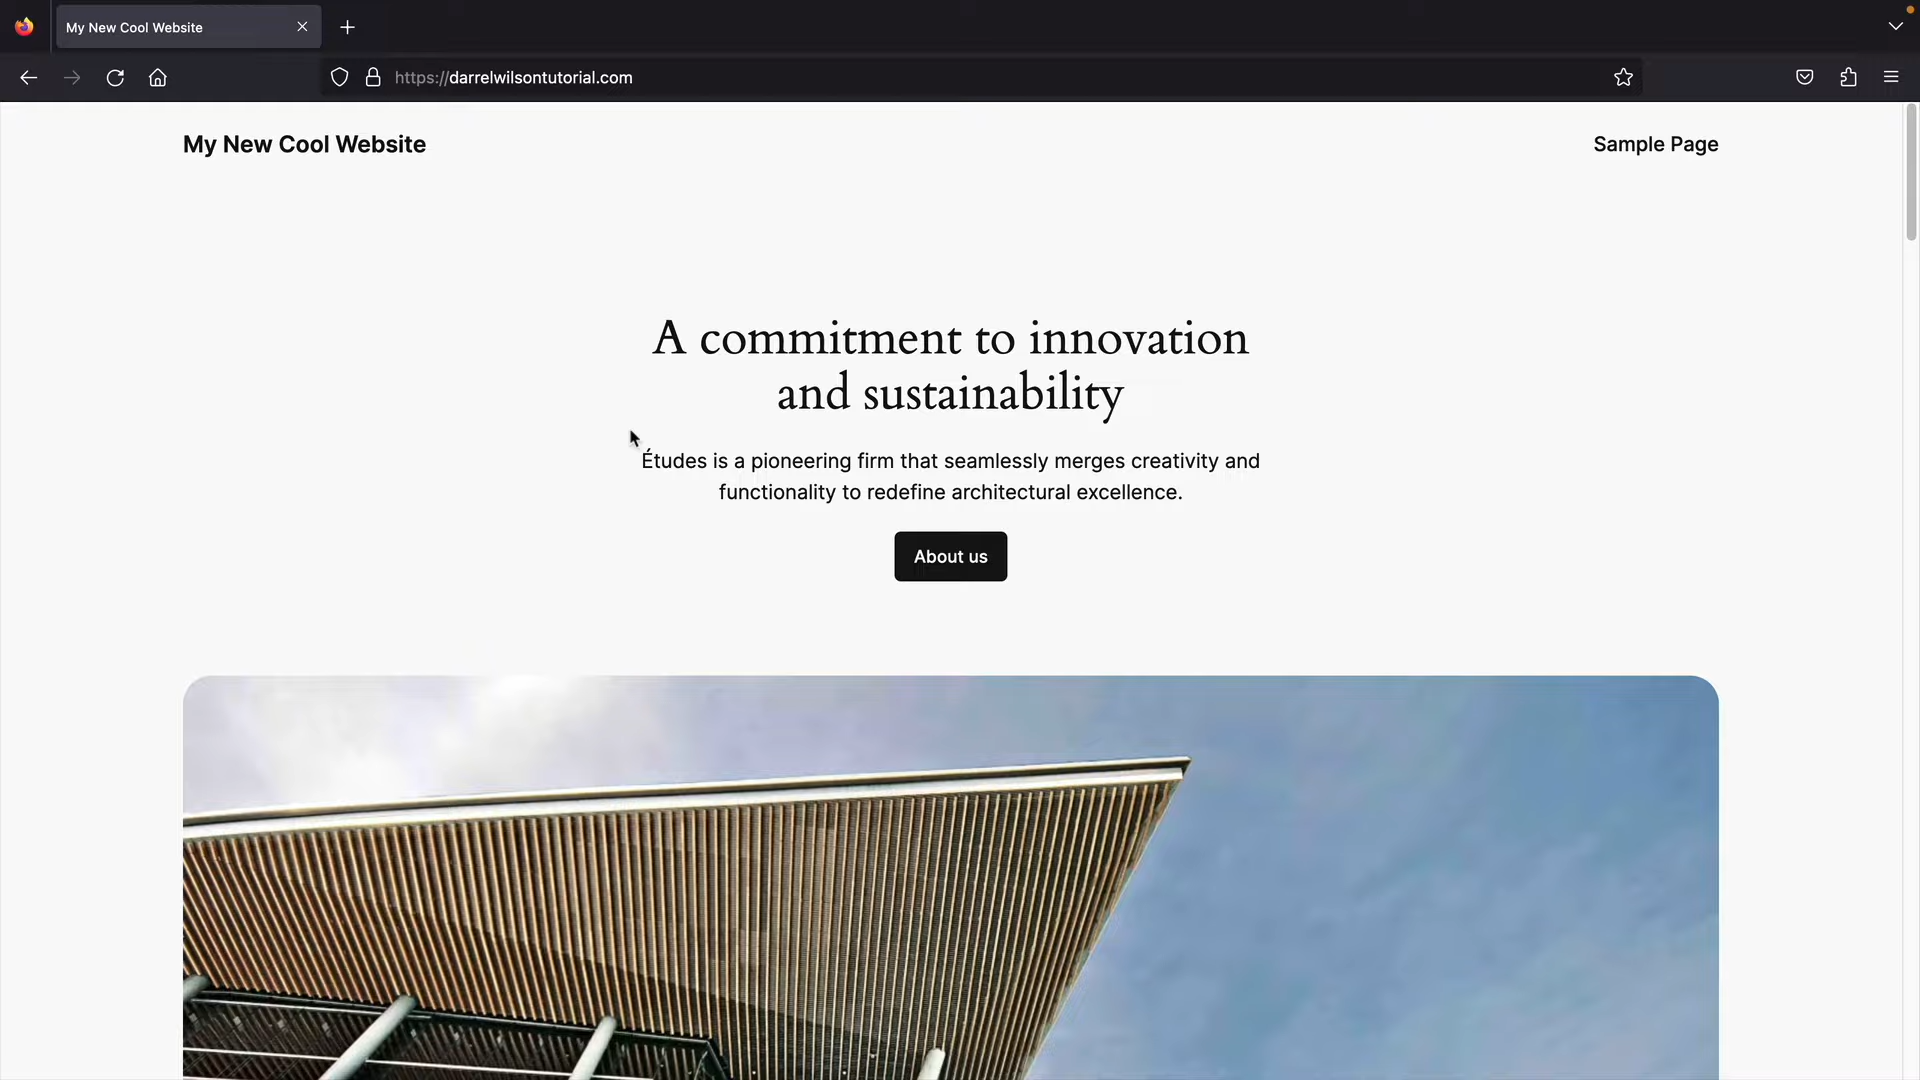 My New Cool Website
https://darrelwilsontutorial.com
My New Cool Website
Sample Page
A commitment to innovation
and sustainability
Études is a pioneering firm that seamlessly merges creativity and
functionality to redefine architectural excellence.
About us